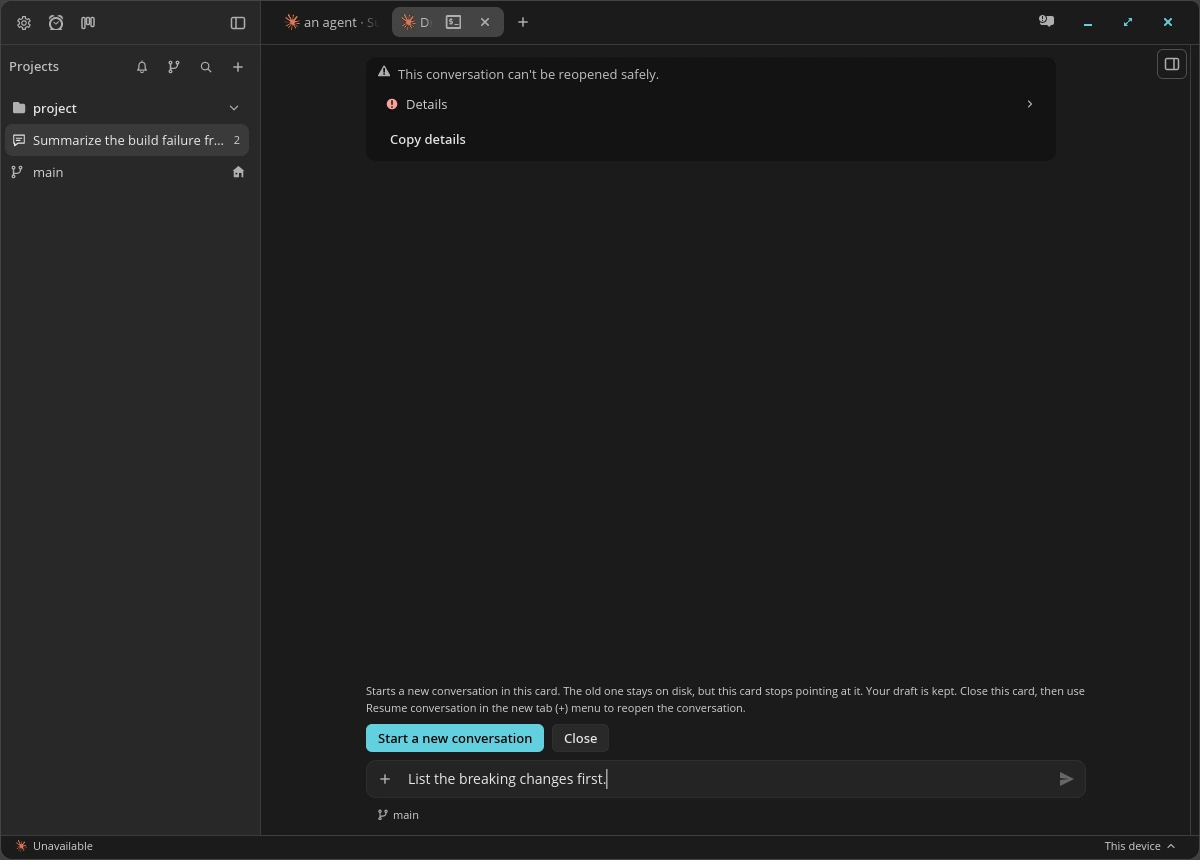 an agent · Su
D
Projects
project
Summarize the build failure fr... 2
main
This conversation can't be reopened safely.
Details
Copy details
Starts a new conversation in this card. The old one stays on disk, but this card stops pointing at it. Your draft is kept. Close this card, then use
Resume conversation in the new tab (+) menu to reopen the conversation.
Start a new conversation Close
List the breaking changes first.
main
Unavailable
This device